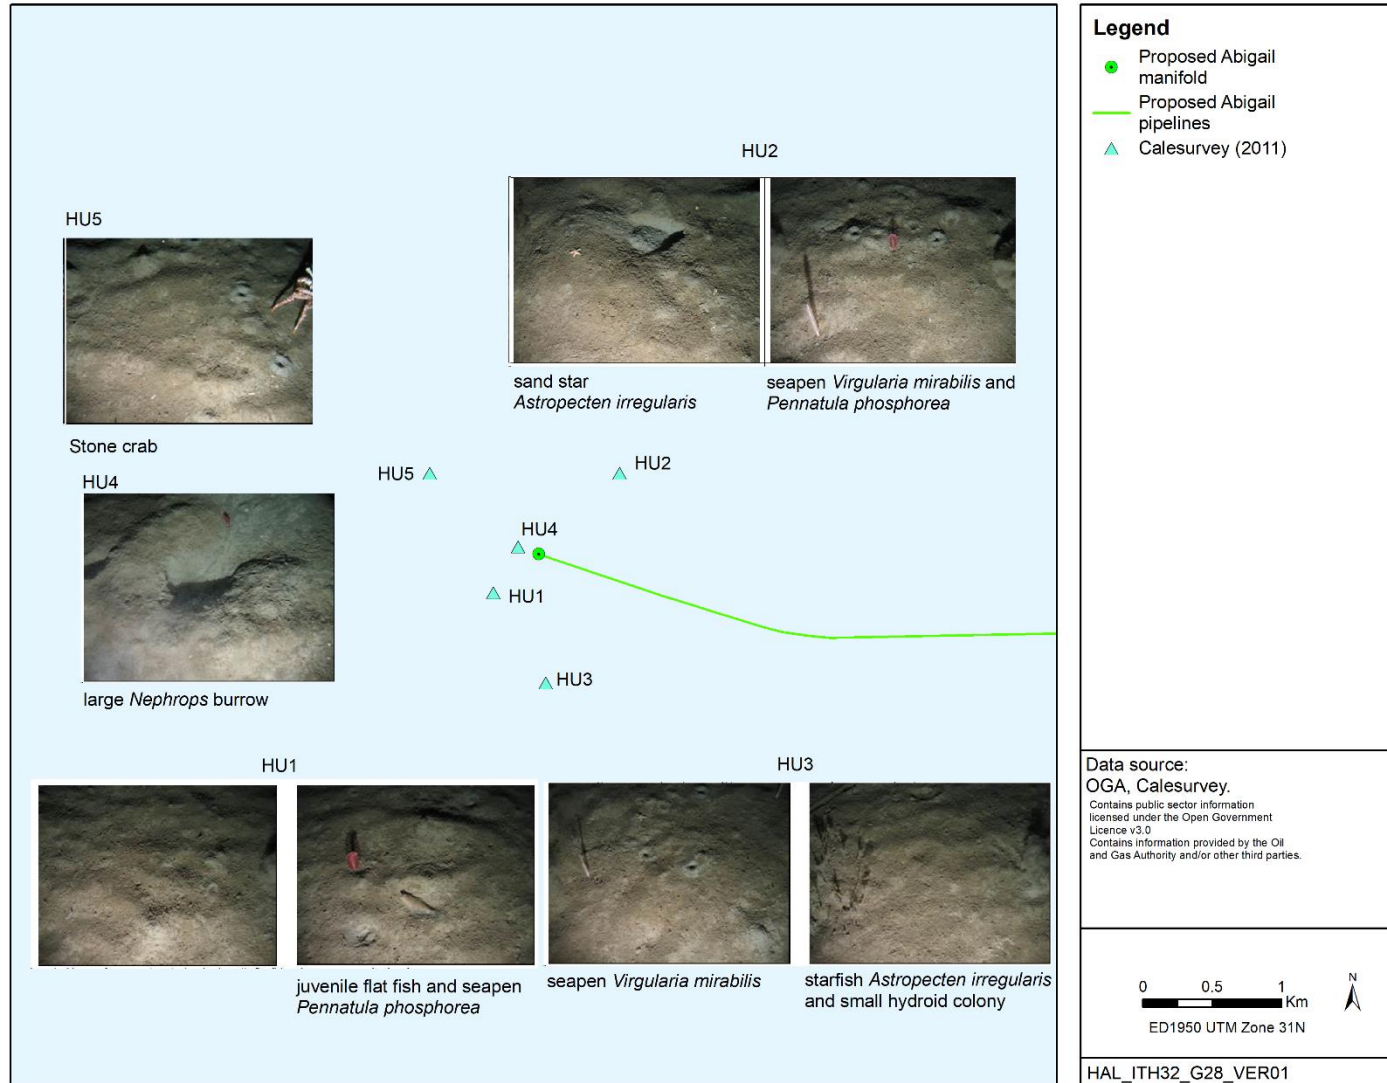 HU2
HU5
sand star
Astropecten irregularis
seapen Virgularia mirabilis and
Pennatula phosphorea
Stone crab
HU4
large Nephrops burrow
HU5
HU2
HU4
HU1
HU3
HU1
juvenile flat fish and seapen
Pennatula phosphorea
HU3
seapen Virgularia mirabilis
starfish Astropecten irregularis
and small hydroid colony
Legend
Proposed Abigail
manifold
Proposed Abigail
pipelines
Calesurvey (2011)
Data source:
OGA, Calesurvey.
Contains public sector information
licensed under the Open Government
Licence v3.0
Contains information provided by the Oil
and Gas Authority and/or other third parties.
0 0.5 1
Km
N
ED1950 UTM Zone 31N
HAL_ITH32_G28_VER01